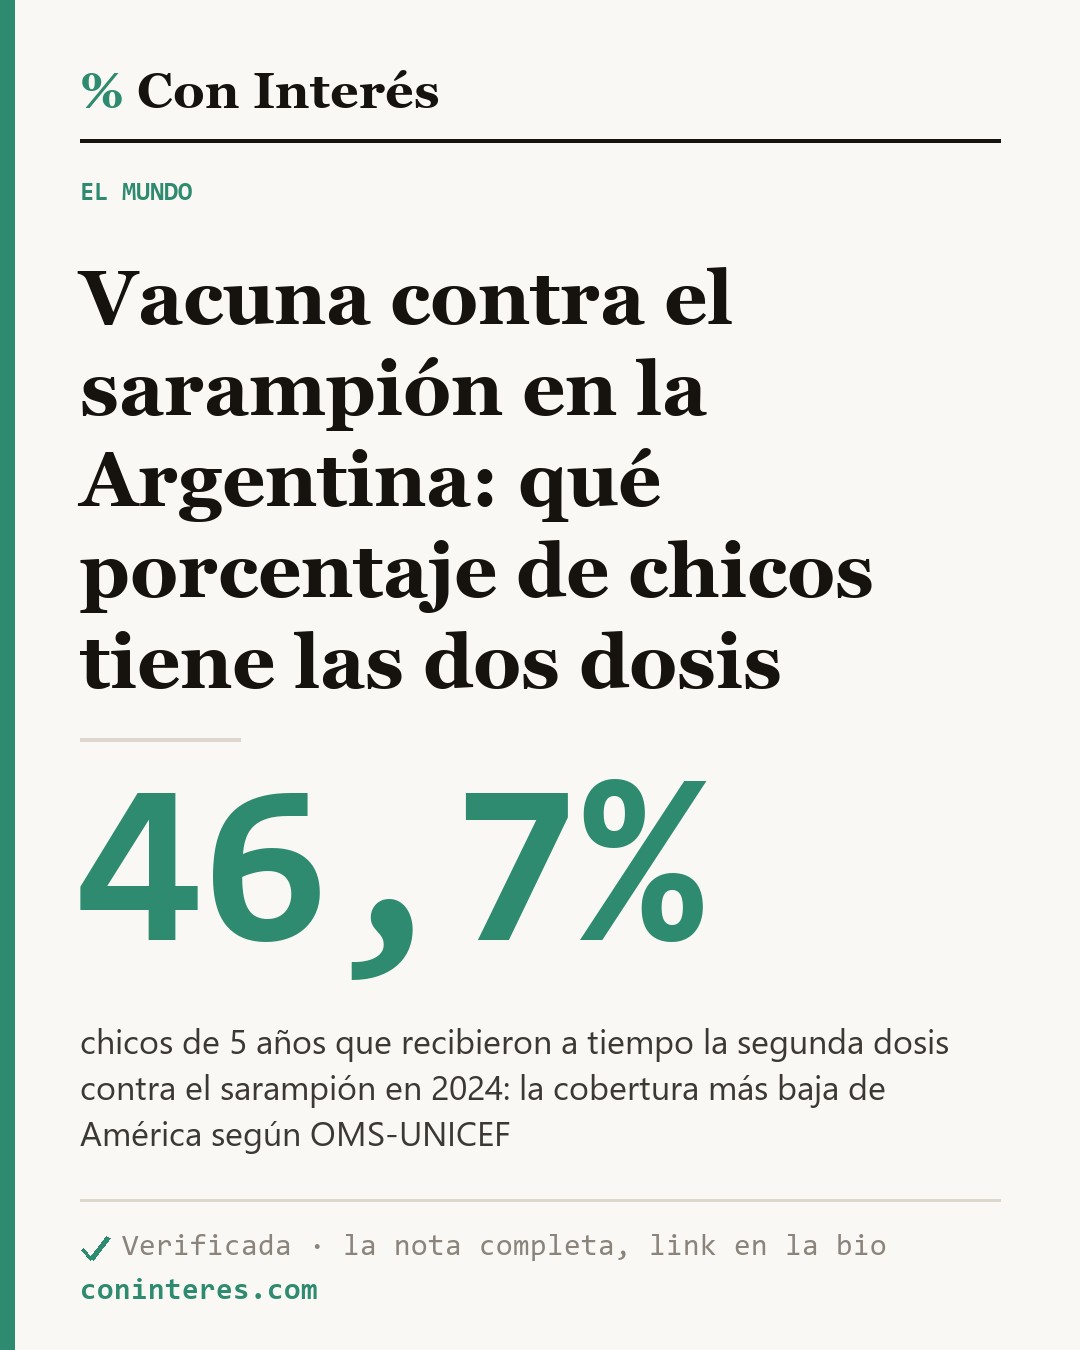 % Con Interés
EL MUNDO
Vacuna contra el
sarampión en la
Argentina: qué
porcentaje de chicos
tiene las dos dosis
46,7%
chicos de 5 años que recibieron a tiempo la segunda dosis
contra el sarampión en 2024: la cobertura más baja de
América según OMS-UNICEF
✓ Verificada · la nota completa, link en la bio
coninteres.com